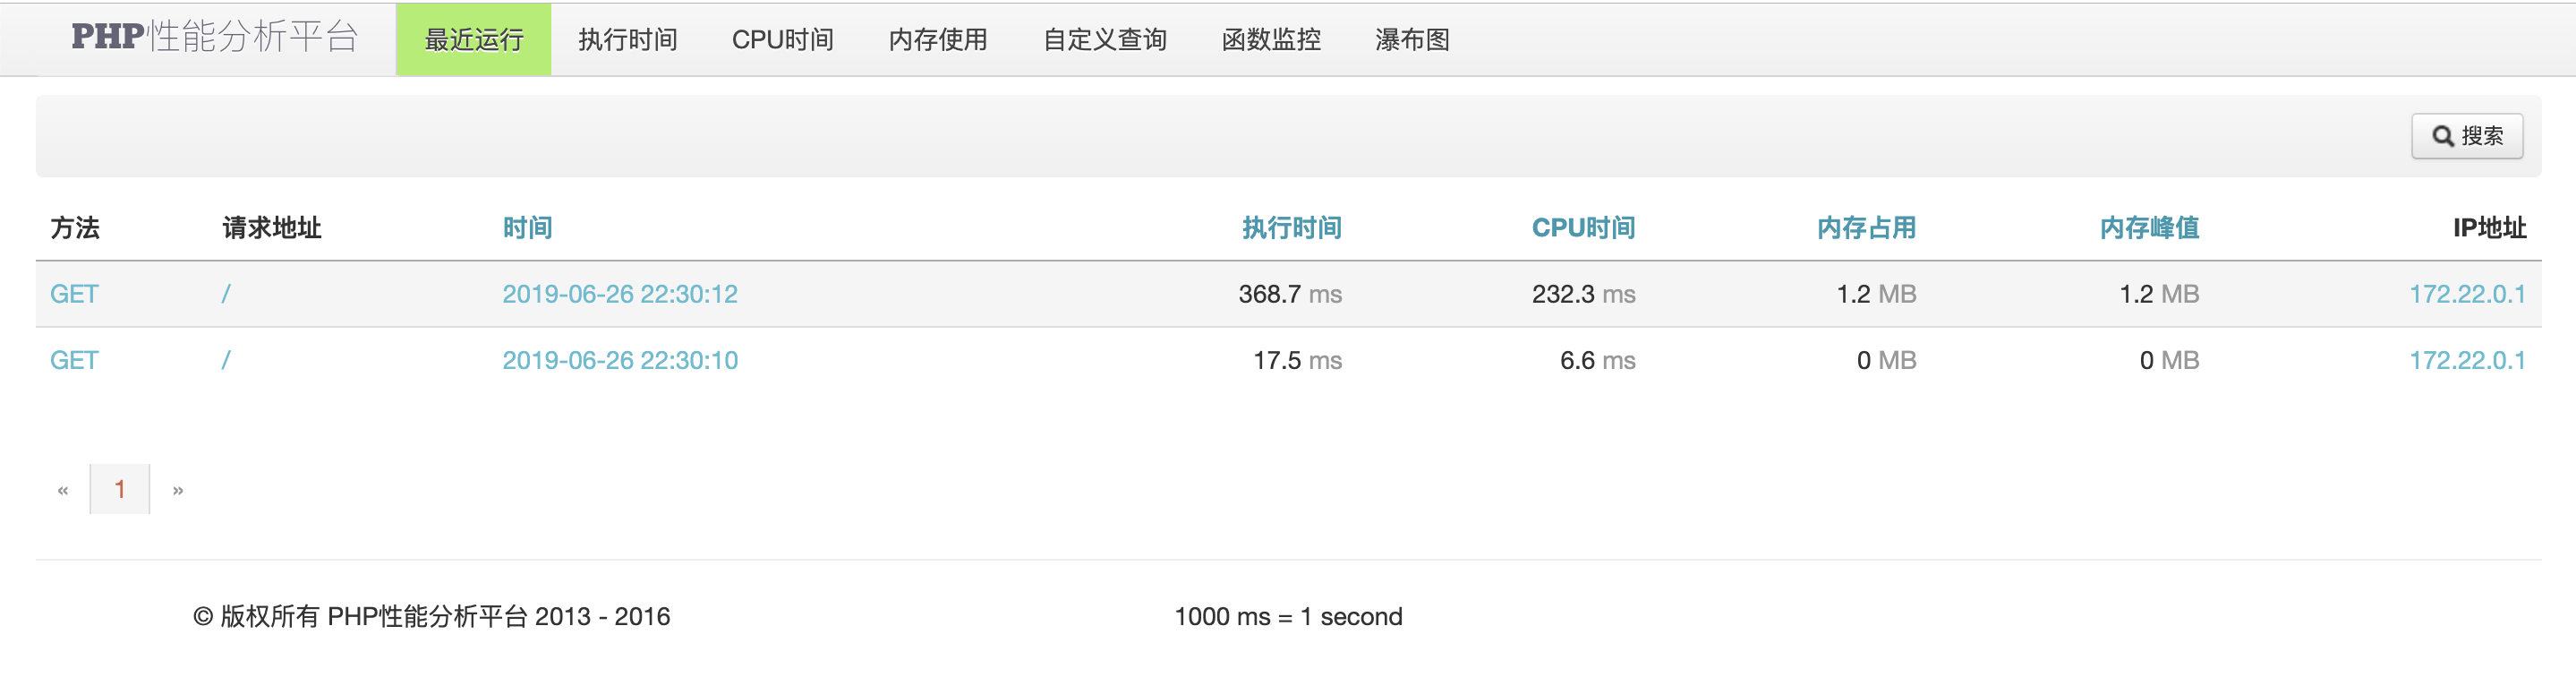 PHP性能分析平台 最近运行 执行时间 CPU时间 内存使用 自定义查询 函数监控 瀑布图
搜索
方法 请求地址 时间 执行时间 CPU时间 内存占用 内存峰值 IP地址
GET / 2019-06-26 22:30:12 368.7 ms 232.3 ms 1.2 MB 1.2 MB 172.22.0.1
GET / 2019-06-26 22:30:10 17.5 ms 6.6 ms 0 MB 0 MB 172.22.0.1
« 1 »
© 版权所有 PHP性能分析平台 2013 - 2016 1000 ms = 1 second